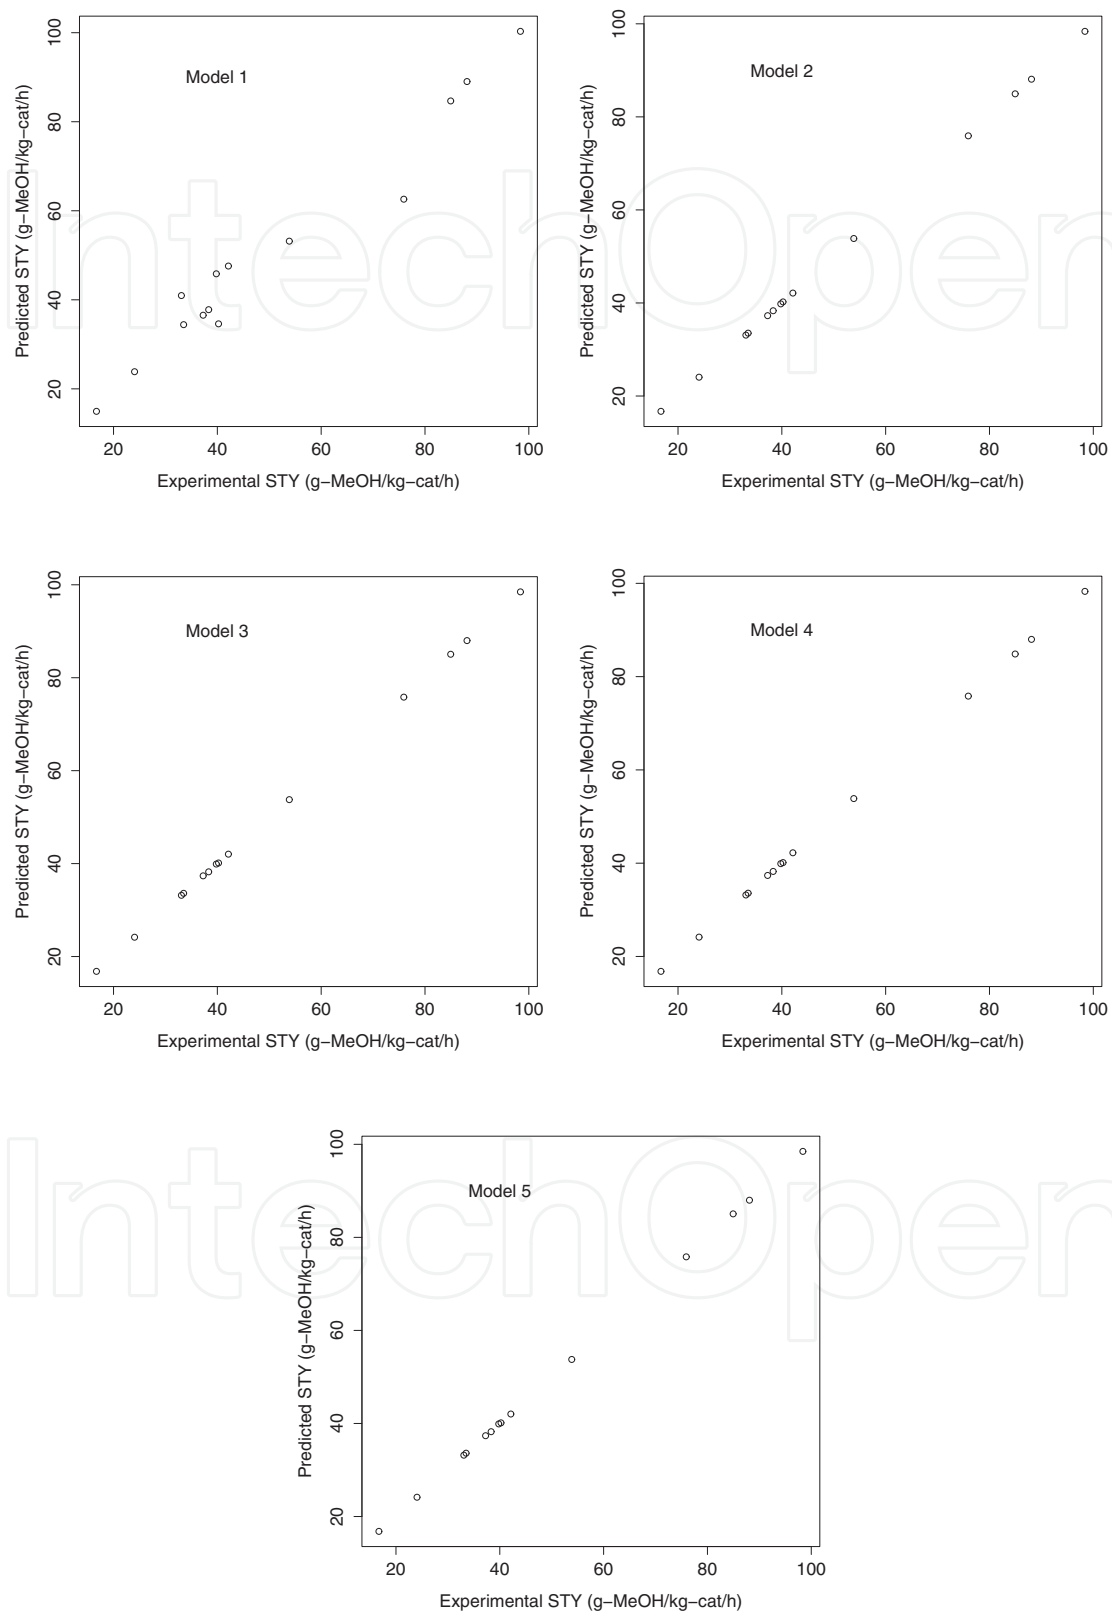 100
80
60
40
20
Predicted STY (g–MeOH/kg–cat/h)
Model 1
20 40 60 80 100
Experimental STY (g–MeOH/kg–cat/h)
100
80
60
40
20
Predicted STY (g–MeOH/kg–cat/h)
Model 2
20 40 60 80 100
Experimental STY (g–MeOH/kg–cat/h)
IntechOpen
100
80
60
40
20
Predicted STY (g–MeOH/kg–cat/h)
Model 3
20 40 60 80 100
Experimental STY (g–MeOH/kg–cat/h)
100
80
60
40
20
Predicted STY (g–MeOH/kg–cat/h)
Model 4
20 40 60 80 100
Experimental STY (g–MeOH/kg–cat/h)
100
80
60
40
20
Predicted STY (g–MeOH/kg–cat/h)
Model 5
20 40 60 80 100
Experimental STY (g–MeOH/kg–cat/h)
IntechOpen